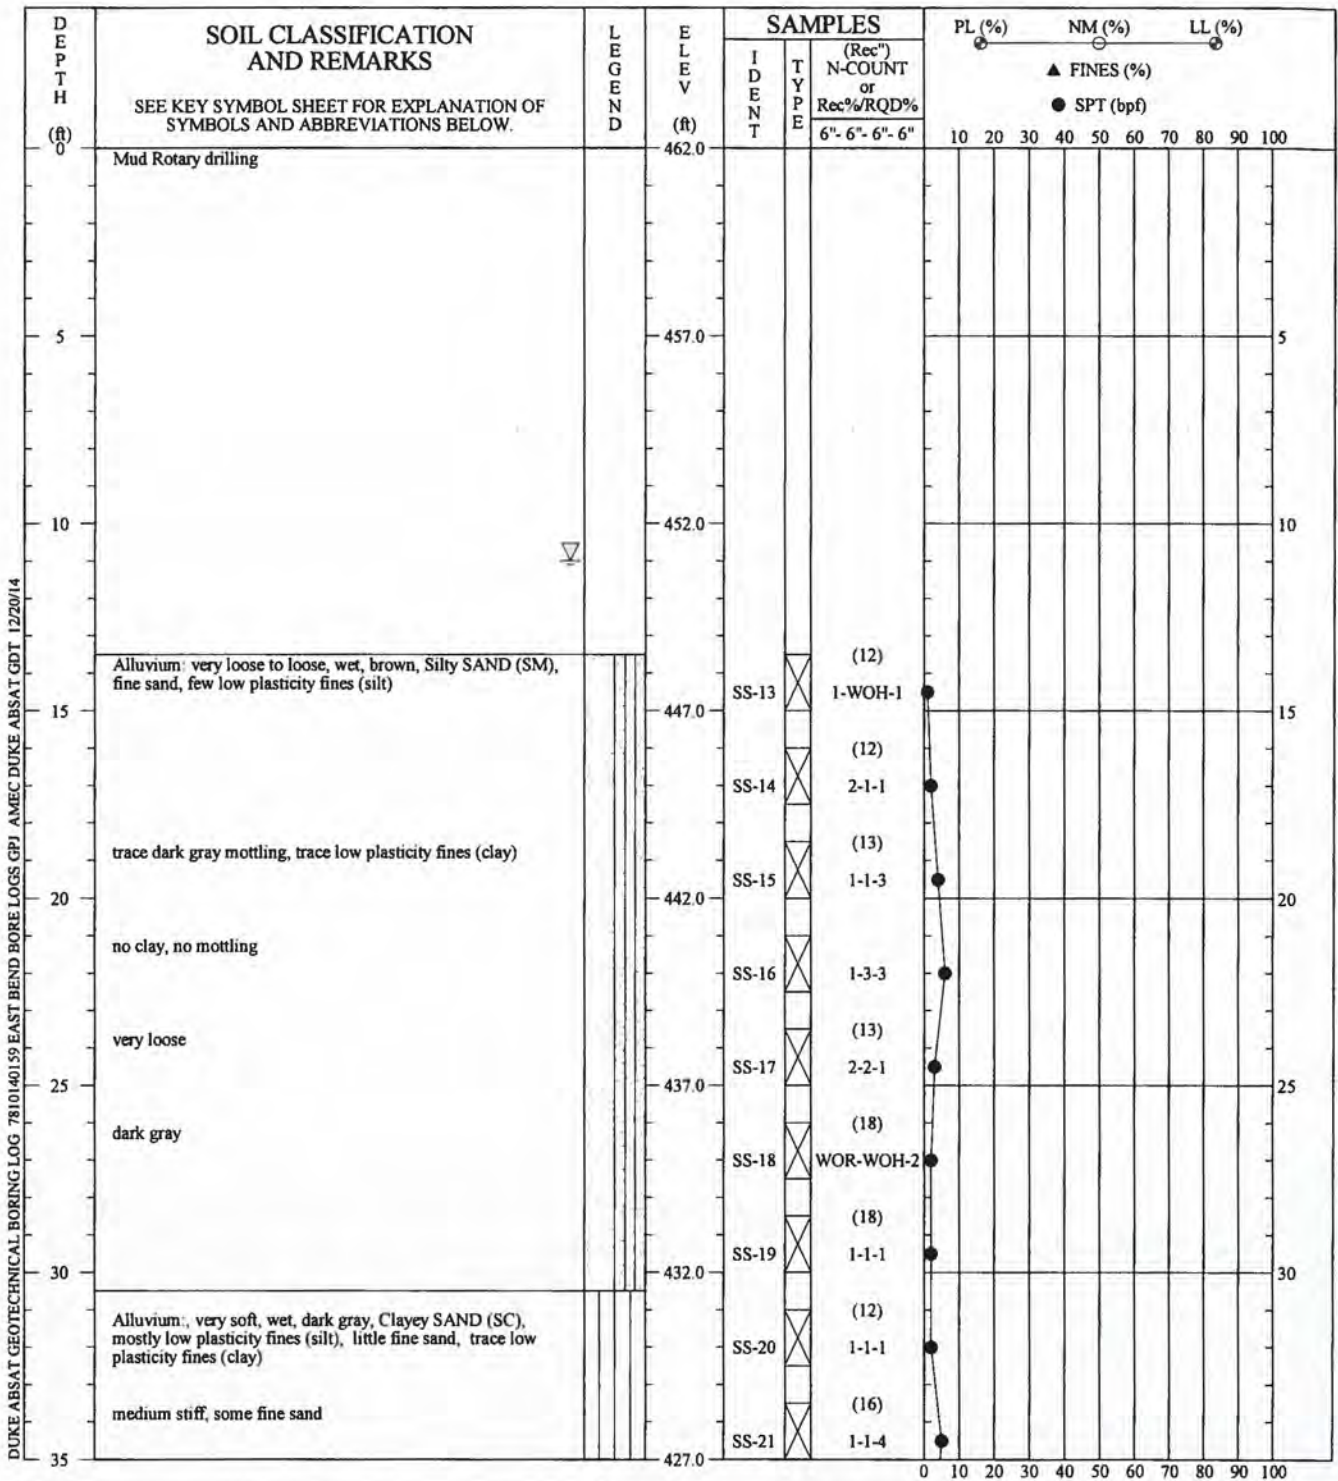 DEPTH
(ft)
SOIL CLASSIFICATION
AND REMARKS
SEE KEY SYMBOL SHEET FOR EXPLANATION OF
SYMBOLS AND ABBREVIATIONS BELOW.
LEGEND
ELEV
(ft)
SAMPLES
IDENT
TYPE
(Rec")
N-COUNT
or
Rec%/RQD%
6"- 6"- 6"- 6"
PL (%) NM (%) LL (%)
▲ FINES (%)
● SPT (bpf)
10 20 30 40 50 60 70 80 90 100
0 462.0
Mud Rotary drilling
5 457.0 5
10 452.0 10
Alluvium: very loose to loose, wet, brown, Silty SAND (SM),
fine sand, few low plasticity fines (silt)
(12)
SS-13 1-WOH-1
15 447.0 15
(12)
SS-14 2-1-1
trace dark gray mottling, trace low plasticity fines (clay)
(13)
SS-15 1-1-3
20 442.0 20
no clay, no mottling
SS-16 1-3-3
very loose
(13)
SS-17 2-2-1
25 437.0 25
dark gray
(18)
SS-18 WOR-WOH-2
(18)
SS-19 1-1-1
30 432.0 30
Alluvium:, very soft, wet, dark gray, Clayey SAND (SC),
mostly low plasticity fines (silt), little fine sand, trace low
plasticity fines (clay)
(12)
SS-20 1-1-1
medium stiff, some fine sand
(16)
SS-21 1-1-4
35 427.0
0 10 20 30 40 50 60 70 80 90 100
DUKE ABSAT GEOTECHNICAL BORING LOG 7810140159 EAST BEND BORE LOGS GPJ AMEC DUKE ABSAT GDT 12/20/14